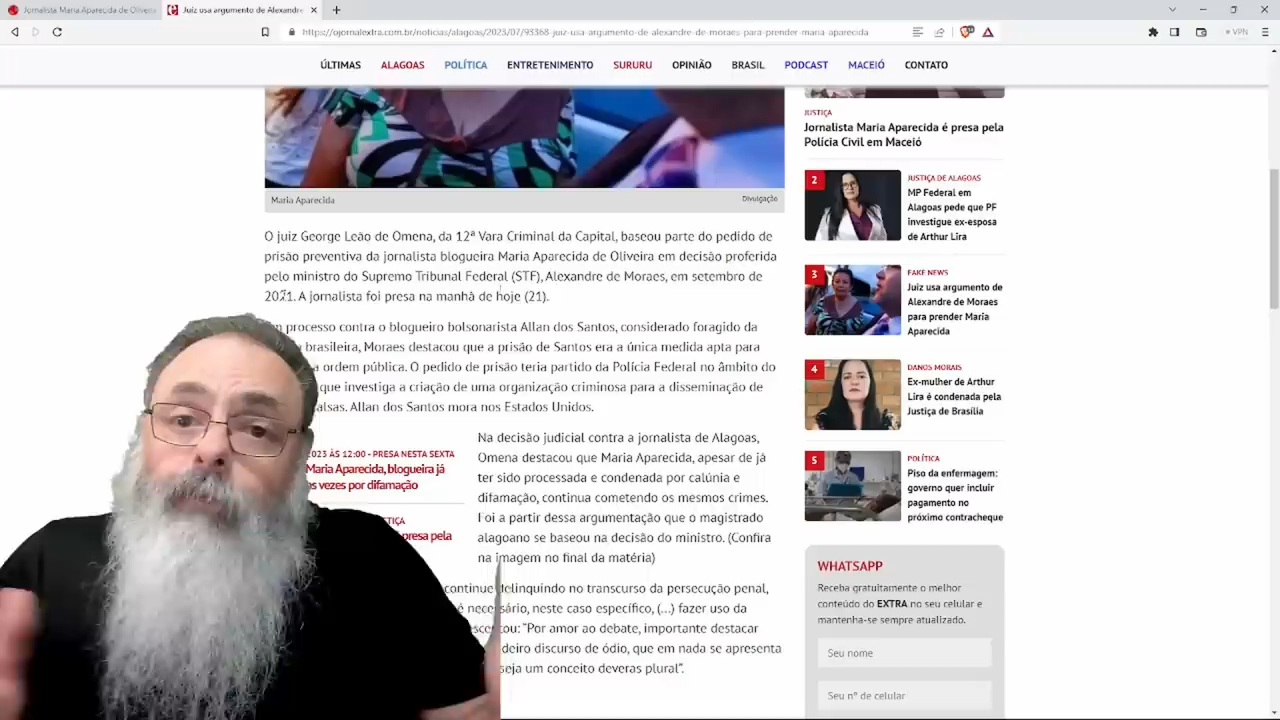 Jornalista Maria Aparecida de Oliveira
Juiz usa argumento de Alexandre
https://ojornalextra.com.br/noticias/alagoas/2023/07/93368-juiz-usa-argumento-de-alexandre-de-moraes-para-prender-maria-aparecida
VPN
ÚLTIMAS ALAGOAS POLÍTICA ENTRETENIMENTO SURURU OPINIÃO BRASIL PODCAST MACEIÓ CONTATO
Maria Aparecida
Divulgação
O juiz George Leão de Omena, da 12ª Vara Criminal da Capital, baseou parte do pedido de
prisão preventiva da jornalista blogueira Maria Aparecida de Oliveira em decisão proferida
pelo ministro do Supremo Tribunal Federal (STF), Alexandre de Moraes, em setembro de
2021. A jornalista foi presa na manhã de hoje (21).
processo contra o blogueiro bolsonarista Allan dos Santos, considerado foragido da
brasileira, Moraes destacou que a prisão de Santos era a única medida apta para
ordem pública. O pedido de prisão teria partido da Polícia Federal no âmbito do
que investiga a criação de uma organização criminosa para a disseminação de
alsas. Allan dos Santos mora nos Estados Unidos.
2023 ÀS 12:00 - PRESA NESTA SEXTA
Maria Aparecida, blogueira já
vezes por difamação
TIÇA
presa pela
Na decisão judicial contra a jornalista de Alagoas,
Omena destacou que Maria Aparecida, apesar de já
ter sido processada e condenada por calúnia e
difamação, continua cometendo os mesmos crimes.
Foi a partir dessa argumentação que o magistrado
alagoano se baseou na decisão do ministro. (Confira
na imagem no final da matéria)
continue delinquindo no transcurso da persecução penal,
é necessário, neste caso específico, (...) fazer uso da
"Por amor ao debate, importante destacar
deiro discurso de ódio, que em nada se apresenta
seja um conceito deveras plural".
JUSTIÇA
Jornalista Maria Aparecida é presa pela
Polícia Civil em Maceió
2
JUSTIÇA DE ALAGOAS
MP Federal em
Alagoas pede que PF
investigue ex-esposa
de Arthur Lira
3
FAKE NEWS
Juiz usa argumento de
Alexandre de Moraes
para prender Maria
Aparecida
4
DANOS MORAIS
Ex-mulher de Arthur
Lira é condenada pela
Justiça de Brasília
5
POLÍTICA
Piso da enfermagem:
governo quer incluir
pagamento no
próximo contracheque
WHATSAPP
Receba gratuitamente o melhor
conteúdo do EXTRA no seu celular e
mantenha-se sempre atualizado.
Seu nome
Seu nº de celular